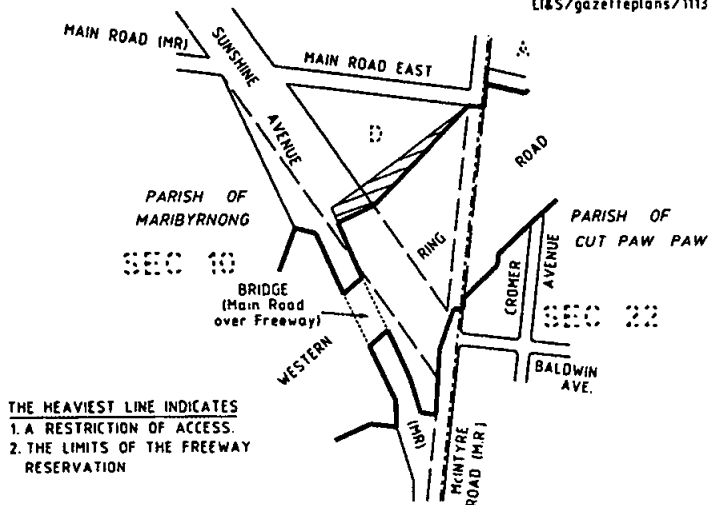 EI&S/gazetteplans/1113
MAIN ROAD (MR)
SUNSHINE
AVENUE
MAIN ROAD EAST
A
D
ROAD
RING
WESTERN
PARISH OF
MARIBYRNONG
SEC 10
PARISH OF
CUT PAW PAW
SEC 22
CROMER
AVENUE
BRIDGE
(Main Road
over Freeway)
BALDWIN
AVE.
(MR)
McINTYRE
ROAD (M.R.)
THE HEAVIEST LINE INDICATES
1. A RESTRICTION OF ACCESS.
2. THE LIMITS OF THE FREEWAY
RESERVATION